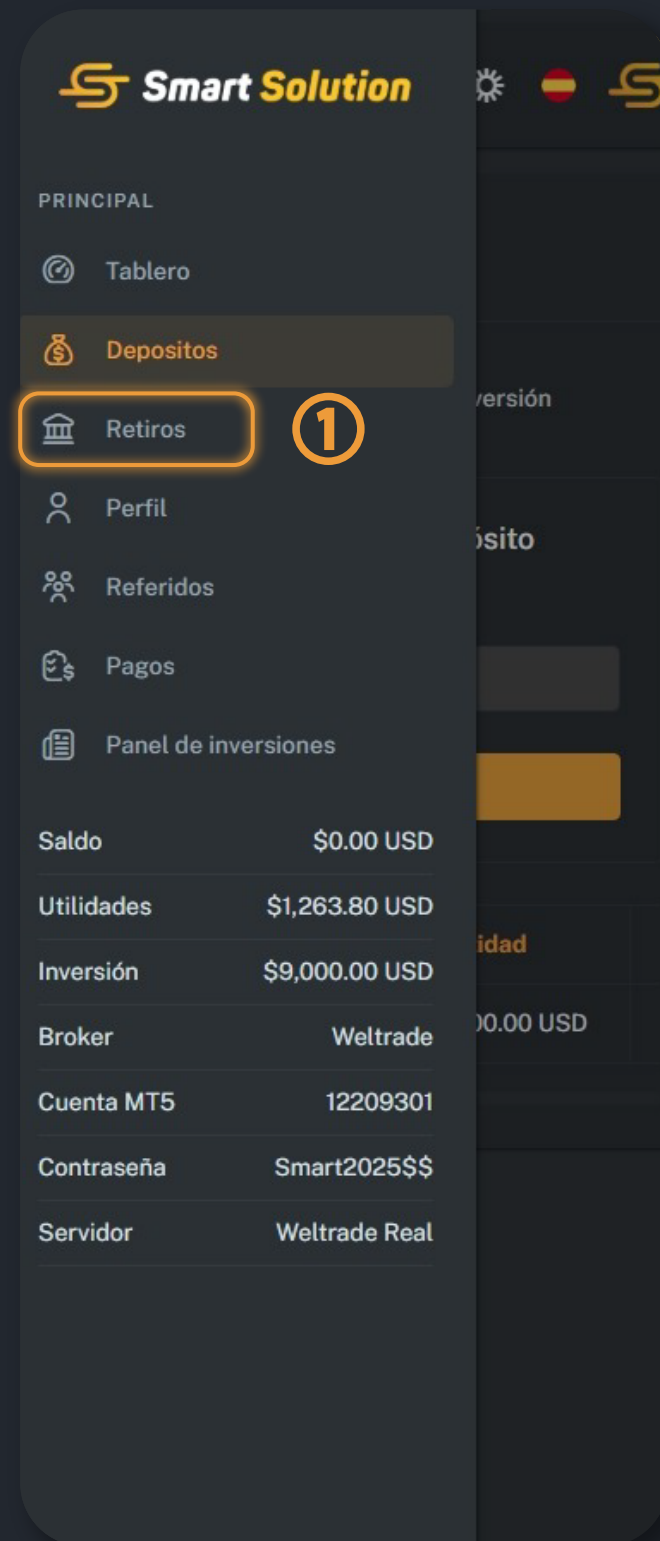 Smart Solution
PRINCIPAL
Tablero
Depositos
Retiros
1
Perfil
Referidos
Pagos
Panel de inversiones
Saldo $0.00 USD
Utilidades $1,263.80 USD
Inversión $9,000.00 USD
Broker Weltrade
Cuenta MT5 12209301
Contraseña Smart2025$$
Servidor Weltrade Real
versión
ósito
idad
00.00 USD